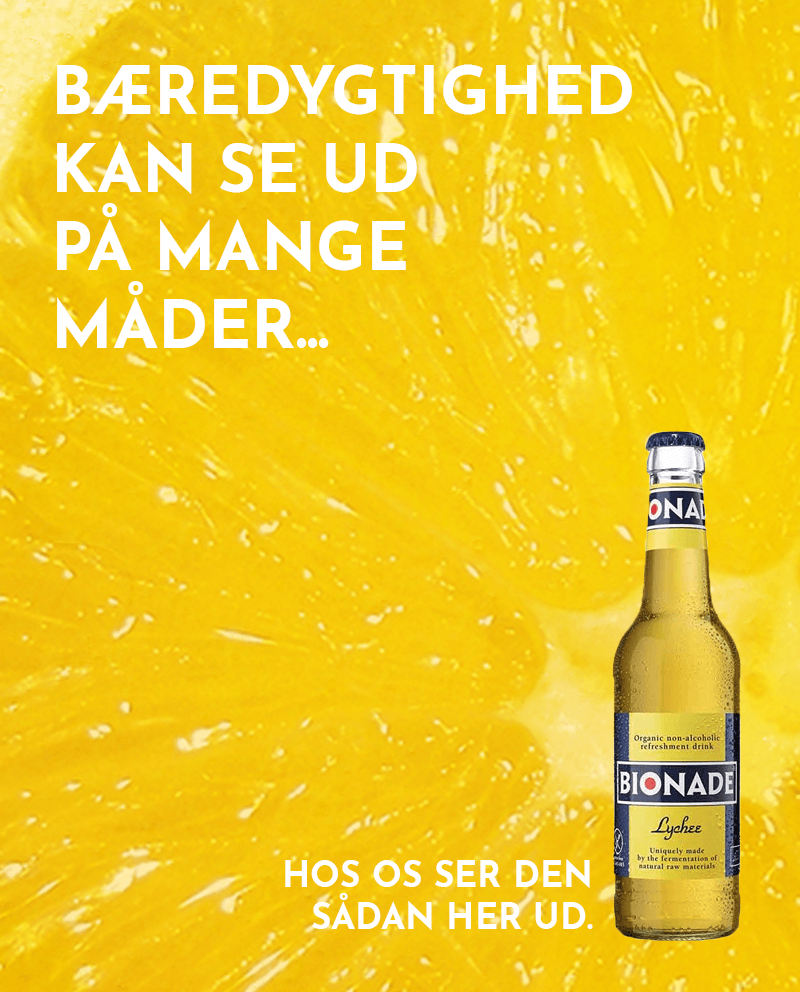 BÆREDYGTIGHED
KAN SE UD
PÅ MANGE
MÅDER...
ONAD
Organic non-alcoholic
refreshment drink
BIONADE
Lychee
Uniquely made
by the fermentation of
natural raw materials
HOS OS SER DEN
SÅDAN HER UD.